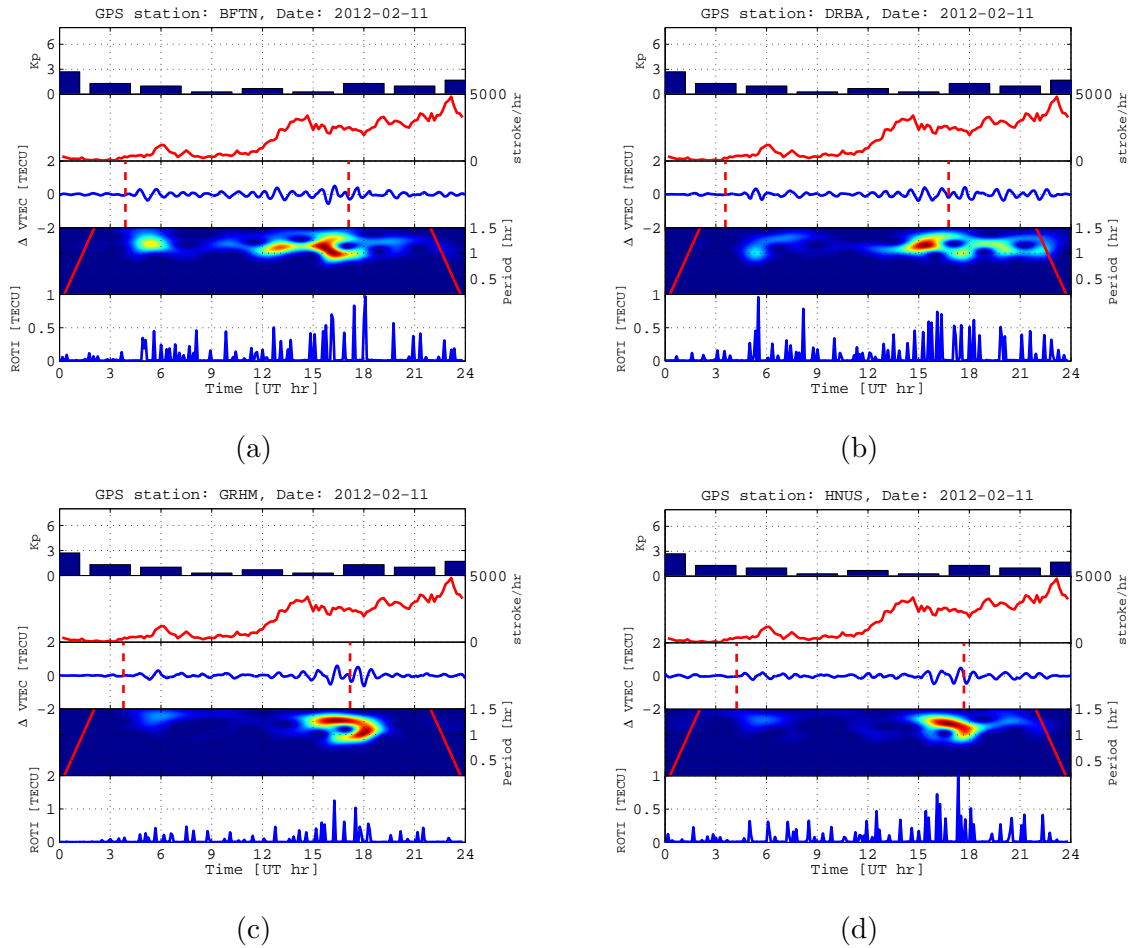 GPS station: BFTN, Date: 2012-02-11
Kp
6
3
0
5000
stroke/hr
0
Δ VTEC [TECU]
2
0
-2
1.5
1
0.5
Period [hr]
ROTI [TECU]
1
0.5
0
0 3 6 9 12 15 18 21 24
Time [UT hr]
(a)
GPS station: DRBA, Date: 2012-02-11
Kp
6
3
0
5000
stroke/hr
0
Δ VTEC [TECU]
2
0
-2
1.5
1
0.5
Period [hr]
ROTI [TECU]
1
0.5
0
0 3 6 9 12 15 18 21 24
Time [UT hr]
(b)
GPS station: GRHM, Date: 2012-02-11
Kp
6
3
0
5000
stroke/hr
0
Δ VTEC [TECU]
2
0
-2
1.5
1
0.5
Period [hr]
ROTI [TECU]
2
1
0
0 3 6 9 12 15 18 21 24
Time [UT hr]
(c)
GPS station: HNUS, Date: 2012-02-11
Kp
6
3
0
5000
stroke/hr
0
Δ VTEC [TECU]
2
0
-2
1.5
1
0.5
Period [hr]
ROTI [TECU]
1
0.5
0
0 3 6 9 12 15 18 21 24
Time [UT hr]
(d)